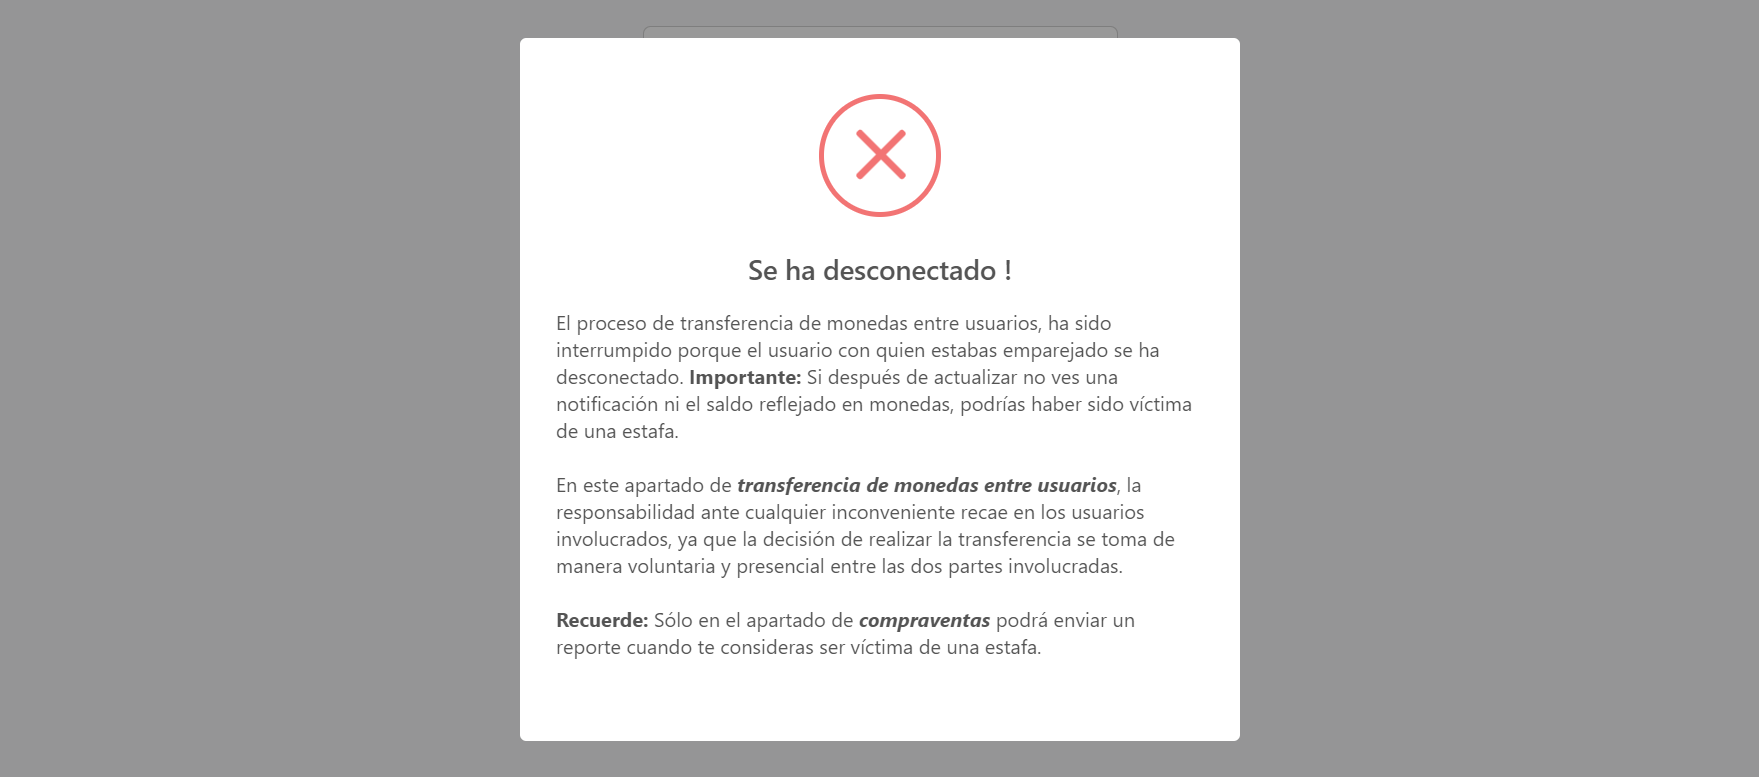 Se ha desconectado !
El proceso de transferencia de monedas entre usuarios, ha sido
interrumpido porque el usuario con quien estabas emparejado se ha
desconectado. Importante: Si después de actualizar no ves una
notificación ni el saldo reflejado en monedas, podrías haber sido víctima
de una estafa.
En este apartado de transferencia de monedas entre usuarios, la
responsabilidad ante cualquier inconveniente recae en los usuarios
involucrados, ya que la decisión de realizar la transferencia se toma de
manera voluntaria y presencial entre las dos partes involucradas.
Recuerde: Sólo en el apartado de compraventas podrá enviar un
reporte cuando te consideras ser víctima de una estafa.